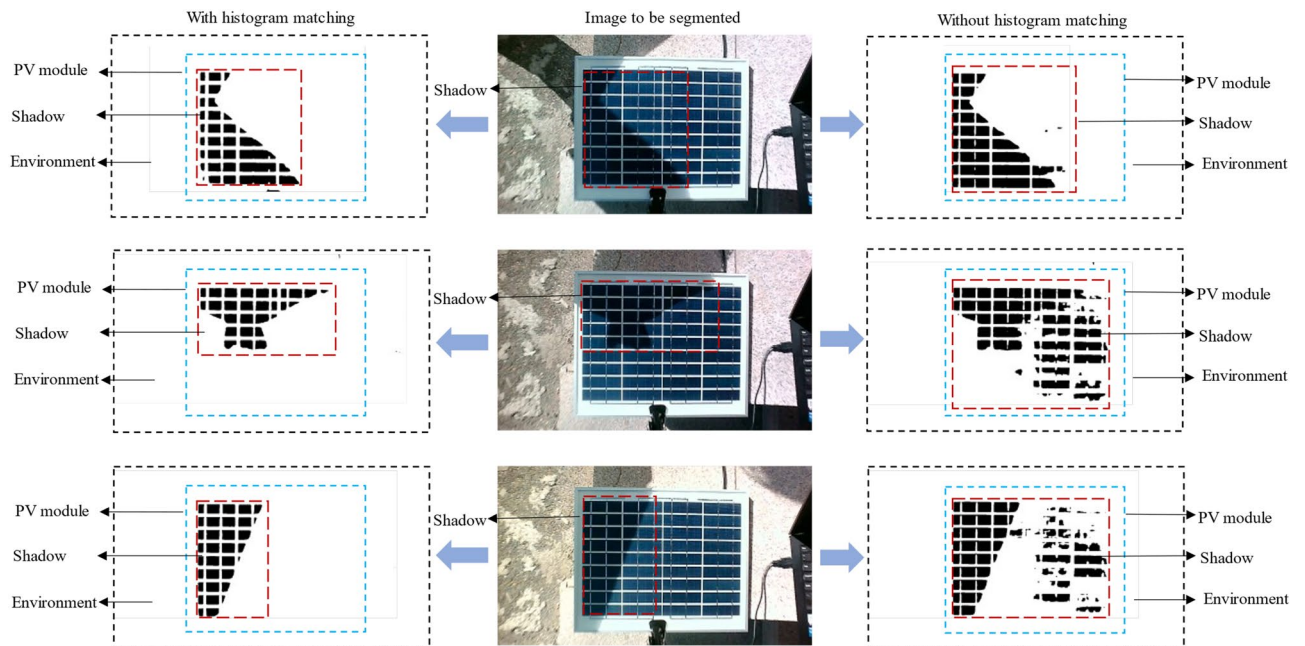 With histogram matching
Image to be segmented
Without histogram matching
PV module
Shadow
Environment
Shadow
PV module
Shadow
Environment
PV module
Shadow
Environment
Shadow
PV module
Shadow
Environment
PV module
Shadow
Environment
Shadow
PV module
Shadow
Environment